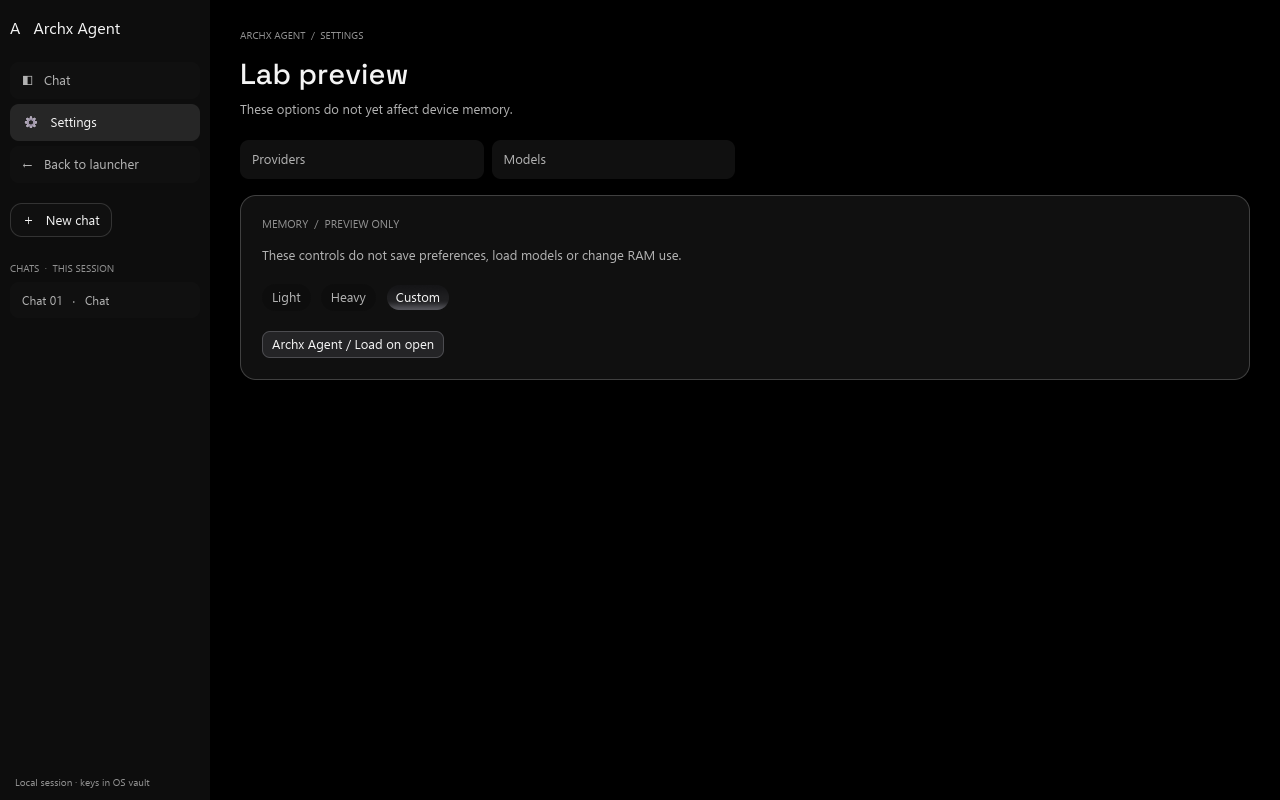 A Archx Agent
Chat
Settings
← Back to launcher
+ New chat
CHATS · THIS SESSION
Chat 01 · Chat
Local session · keys in OS vault
ARCHX AGENT / SETTINGS
Lab preview
These options do not yet affect device memory.
Providers
Models
MEMORY / PREVIEW ONLY
These controls do not save preferences, load models or change RAM use.
Light Heavy Custom
Archx Agent / Load on open